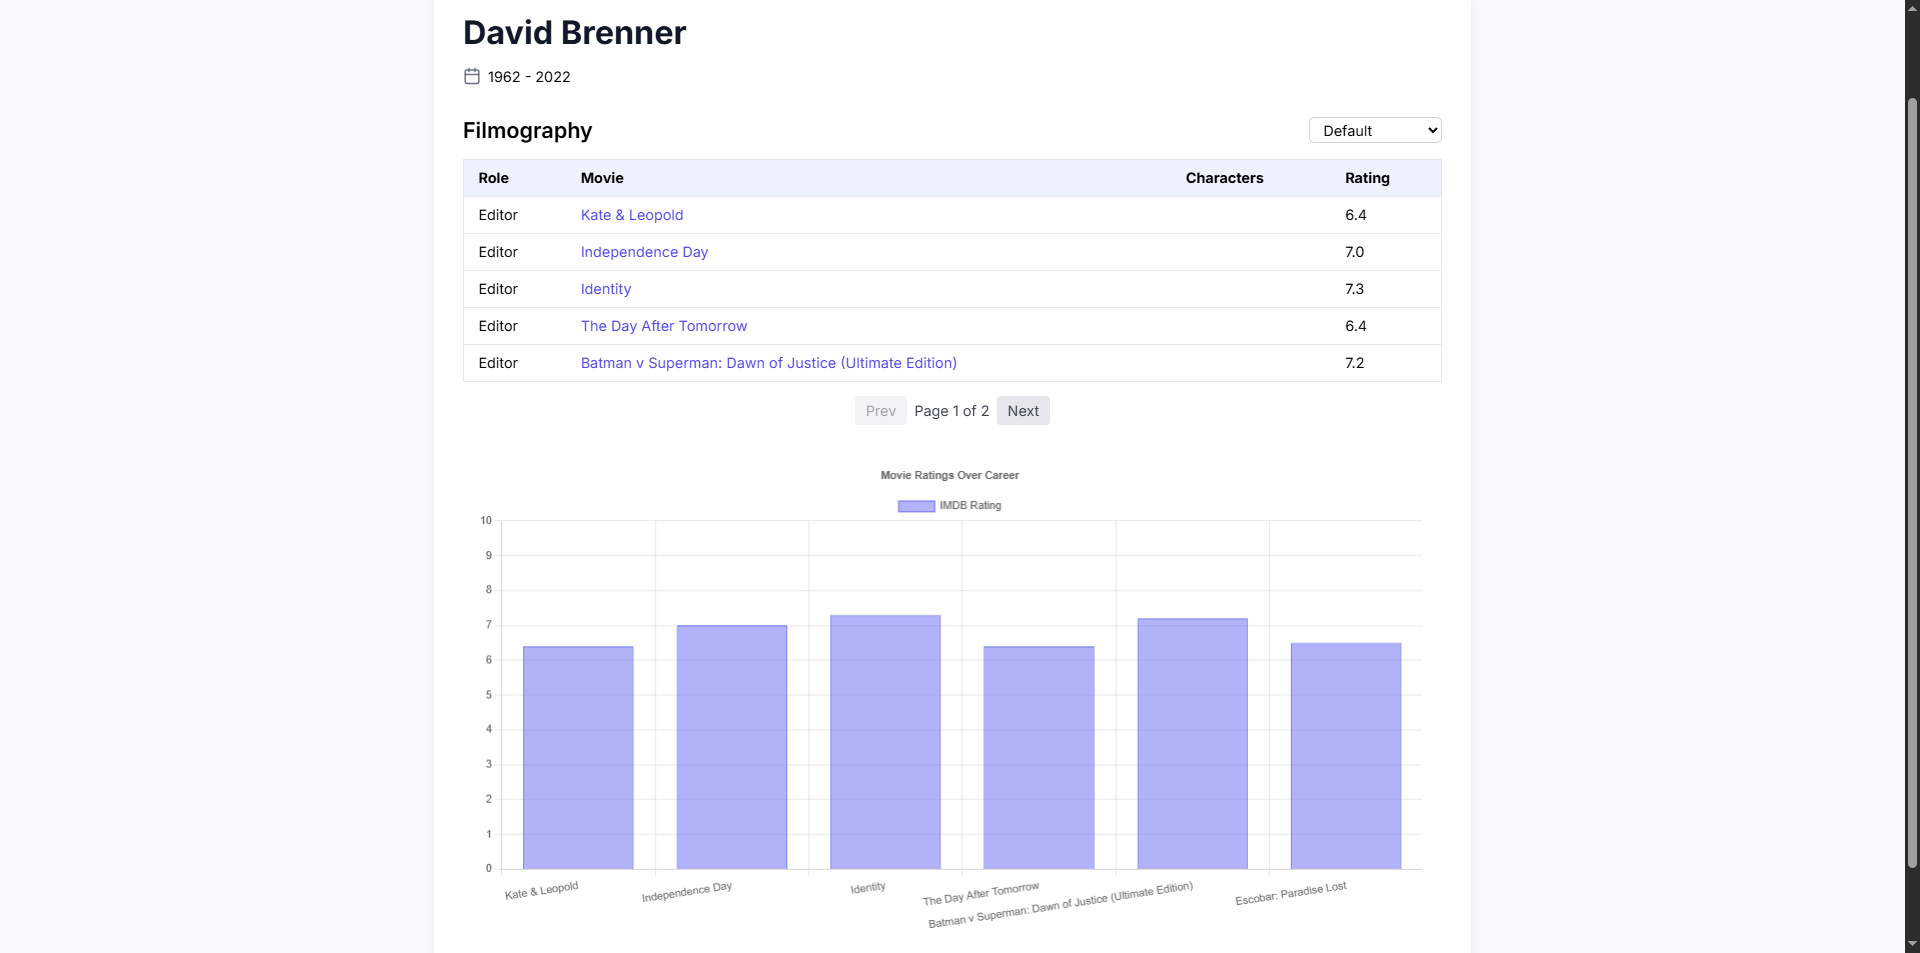 David Brenner
1962 - 2022
Filmography
Default
Role Movie Characters Rating
Editor Kate & Leopold 6.4
Editor Independence Day 7.0
Editor Identity 7.3
Editor The Day After Tomorrow 6.4
Editor Batman v Superman: Dawn of Justice (Ultimate Edition) 7.2
Prev Page 1 of 2 Next
Movie Ratings Over Career
IMDB Rating
10
9
8
7
6
5
4
3
2
1
0
Kate & Leopold
Independence Day
Identity
The Day After Tomorrow
Batman v Superman: Dawn of Justice (Ultimate Edition)
Escobar: Paradise Lost